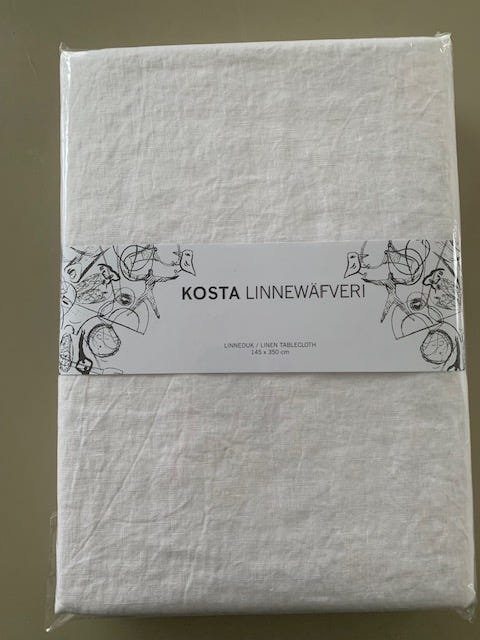 KOSTA LINNEWÄFVERI
LINNEDUK / LINEN TABLECLOTH
145 x 350 cm